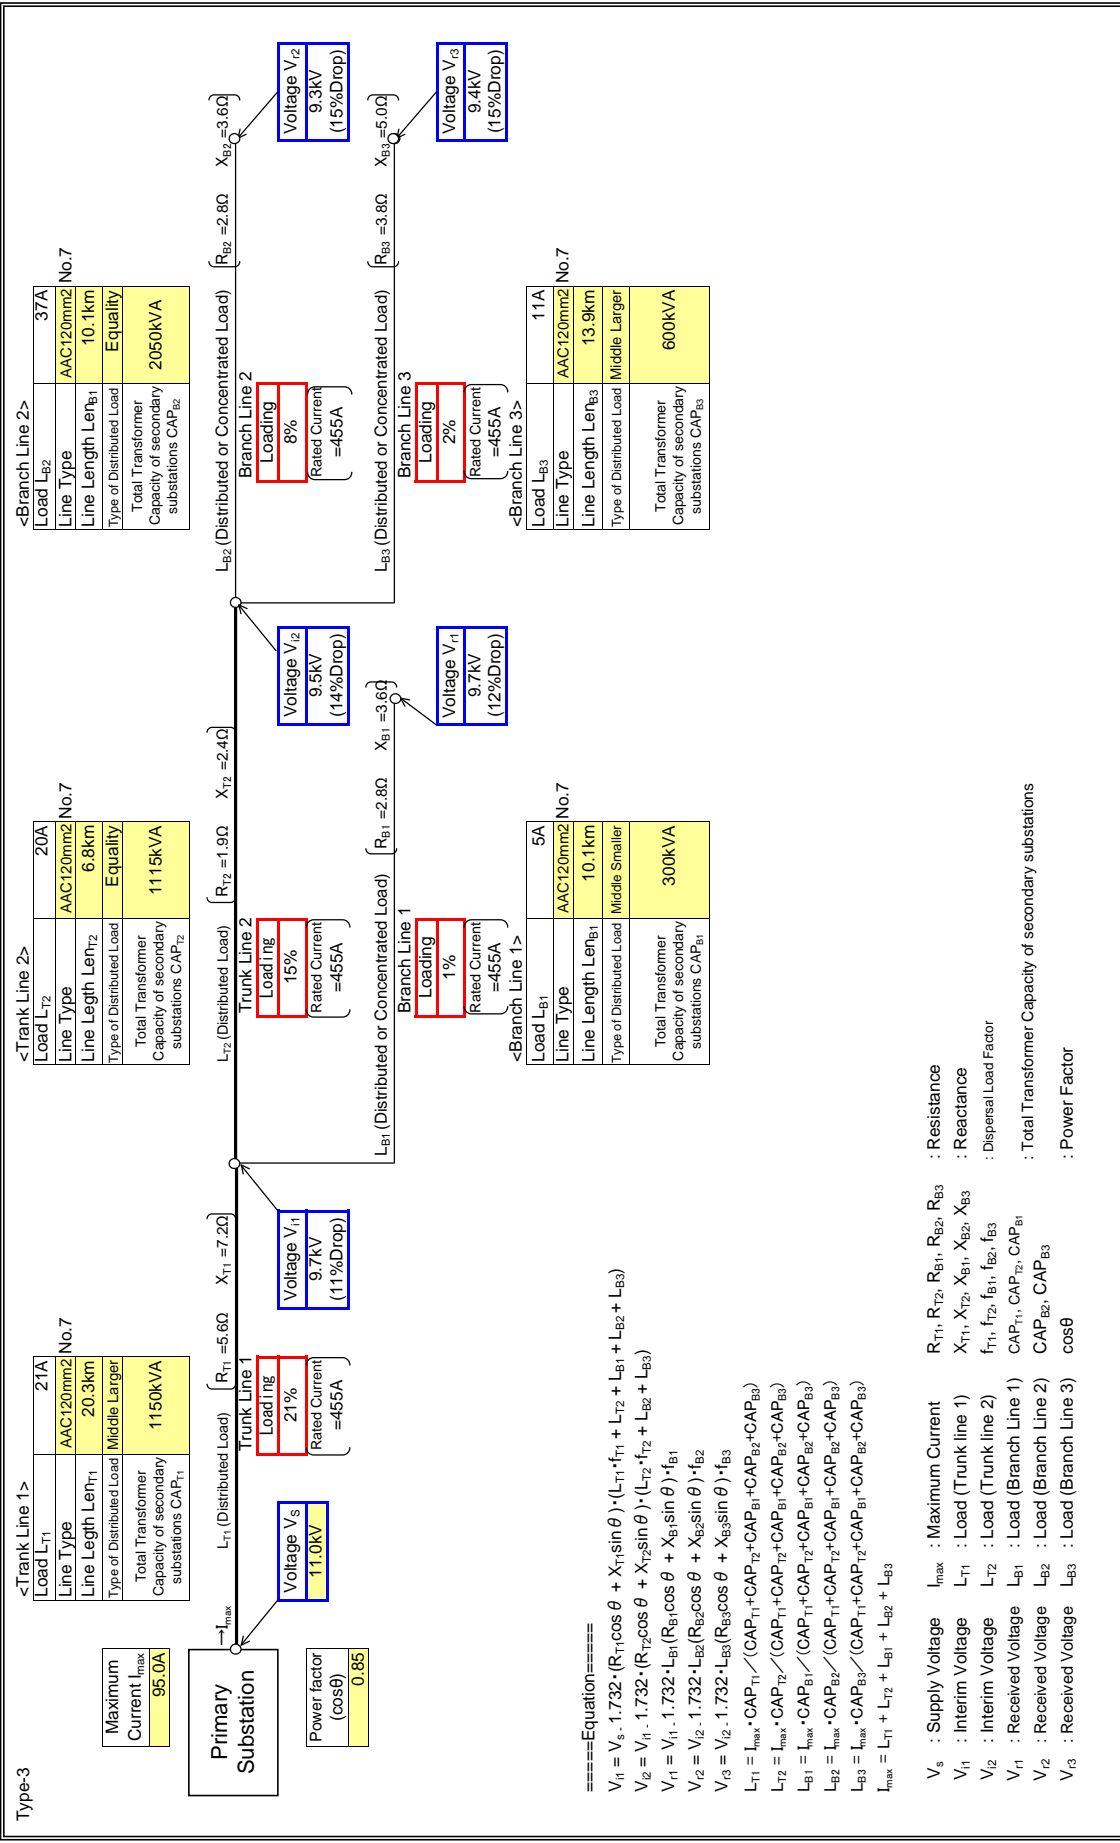 Type-3
Maximum
Current Imax
95.0A
Primary
Substation
Power factor
(cosθ)
0.85
→Imax
Voltage Vs
11.0kV
<Trank Line 1>
Load LT1 21A
Line Type AAC120mm2 No.7
Line Legth LenT1 20.3km
Type of Distributed Load Middle Larger
Total Transformer
Capacity of secondary
substations CAPT1
1150kVA
LT1 (Distributed Load)
RT1 =5.6Ω XT1 =7.2Ω
Trunk Line 1
Loading
21%
Rated Current
=455A
Voltage Vi1
9.7kV
(11%Drop)
<Trank Line 2>
Load LT2 20A
Line Type AAC120mm2 No.7
Line Legth LenT2 6.8km
Type of Distributed Load Equality
Total Transformer
Capacity of secondary
substations CAPT2
1115kVA
LT2 (Distributed Load)
RT2 =1.9Ω XT2 =2.4Ω
Trunk Line 2
Loading
15%
Rated Current
=455A
Voltage Vi2
9.5kV
(14%Drop)
LB1 (Distributed or Concentrated Load)
RB1 =2.8Ω XB1 =3.6Ω
Branch Line 1
Loading
1%
Rated Current
=455A
Voltage Vr1
9.7kV
(12%Drop)
<Branch Line 1>
Load LB1 5A
Line Type AAC120mm2 No.7
Line Length LenB1 10.1km
Type of Distributed Load Middle Smaller
Total Transformer
Capacity of secondary
substations CAPB1
300kVA
<Branch Line 2>
Load LB2 37A
Line Type AAC120mm2 No.7
Line Length LenB1 10.1km
Type of Distributed Load Equality
Total Transformer
Capacity of secondary
substations CAPB2
2050kVA
LB2 (Distributed or Concentrated Load)
RB2 =2.8Ω XB2 =3.6Ω
Branch Line 2
Loading
8%
Rated Current
=455A
Voltage Vr2
9.3kV
(15%Drop)
LB3 (Distributed or Concentrated Load)
RB3 =3.8Ω XB3 =5.0Ω
Branch Line 3
Loading
2%
Rated Current
=455A
Voltage Vr3
9.4kV
(15%Drop)
<Branch Line 3>
Load LB3 11A
Line Type AAC120mm2 No.7
Line Length LenB3 13.9km
Type of Distributed Load Middle Larger
Total Transformer
Capacity of secondary
substations CAPB3
600kVA
=====Equation=====
Vi1 = Vs - 1.732・(RT1cos θ + XT1sin θ)・(LT1・fT1 + LT2 + LB1 + LB2 + LB3)
Vi2 = Vi1 - 1.732・(RT2cos θ + XT2sin θ)・(LT2・fT2 + LB2 + LB3)
Vr1 = Vi1 - 1.732・LB1(RB1cos θ + XB1sin θ)・fB1
Vr2 = Vi2 - 1.732・LB2(RB2cos θ + XB2sin θ)・fB2
Vr3 = Vi2 - 1.732・LB3(RB3cos θ + XB3sin θ)・fB3
LT1 = Imax・CAPT1／(CAPT1+CAPT2+CAPB1+CAPB2+CAPB3)
LT2 = Imax・CAPT2／(CAPT1+CAPT2+CAPB1+CAPB2+CAPB3)
LB1 = Imax・CAPB1／(CAPT1+CAPT2+CAPB1+CAPB2+CAPB3)
LB2 = Imax・CAPB2／(CAPT1+CAPT2+CAPB1+CAPB2+CAPB3)
LB3 = Imax・CAPB3／(CAPT1+CAPT2+CAPB1+CAPB2+CAPB3)
Imax = LT1 + LT2 + LB1 + LB2 + LB3
Vs : Supply Voltage Imax : Maximum Current RT1, RT2, RB1, RB2, RB3 : Resistance
Vi1 : Interim Voltage LT1 : Load (Trunk line 1) XT1, XT2, XB1, XB2, XB3 : Reactance
Vi2 : Interim Voltage LT2 : Load (Trunk line 2) fT1, fT2, fB1, fB2, fB3 : Dispersal Load Factor
Vr1 : Received Voltage LB1 : Load (Branch Line 1) CAPT1, CAPT2, CAPB1
Vr2 : Received Voltage LB2 : Load (Branch Line 2) CAPB2, CAPB3 : Total Transformer Capacity of secondary substations
Vr3 : Received Voltage LB3 : Load (Branch Line 3) cosθ : Power Factor